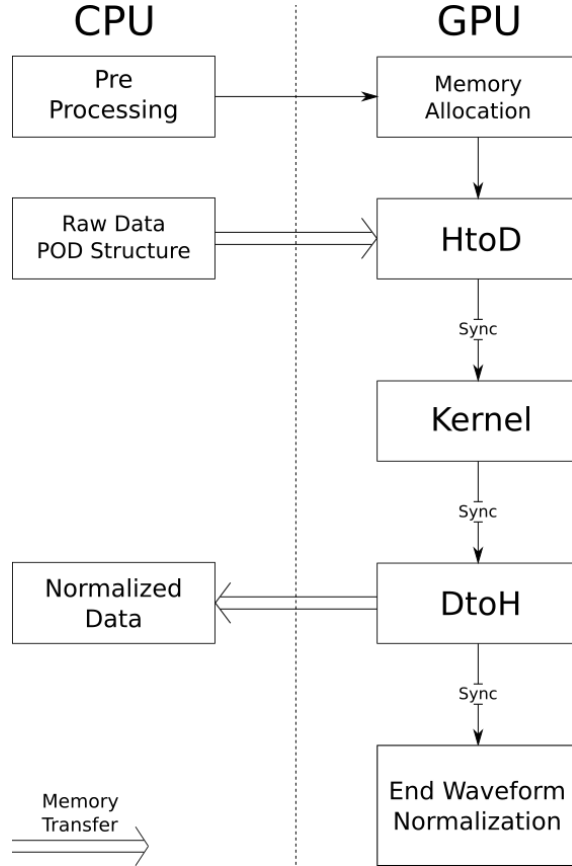 CPU
GPU
Pre
Processing
Memory
Allocation
Raw Data
POD Structure
HtoD
Sync
Kernel
Sync
Normalized
Data
DtoH
Sync
Memory
Transfer
End Waveform
Normalization